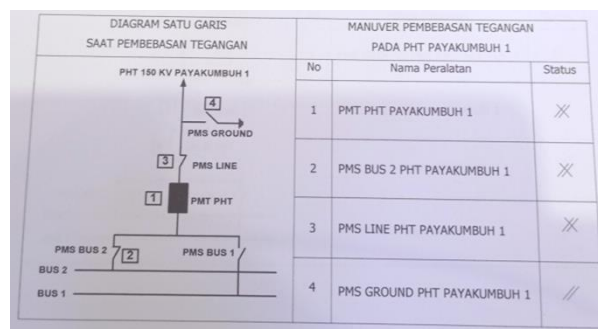 DIAGRAM SATU GARIS
SAAT PEMBEBASAN TEGANGAN
MANUVER PEMBEBASAN TEGANGAN
PADA PHT PAYAKUMBUH 1
PHT 150 KV PAYAKUMBUH 1
4
PMS GROUND
3 PMS LINE
1 PMT PHT
PMS BUS 2 2 PMS BUS 1
BUS 2
BUS 1
No Nama Peralatan Status
1 PMT PHT PAYAKUMBUH 1
2 PMS BUS 2 PHT PAYAKUMBUH 1
3 PMS LINE PHT PAYAKUMBUH 1
4 PMS GROUND PHT PAYAKUMBUH 1 //